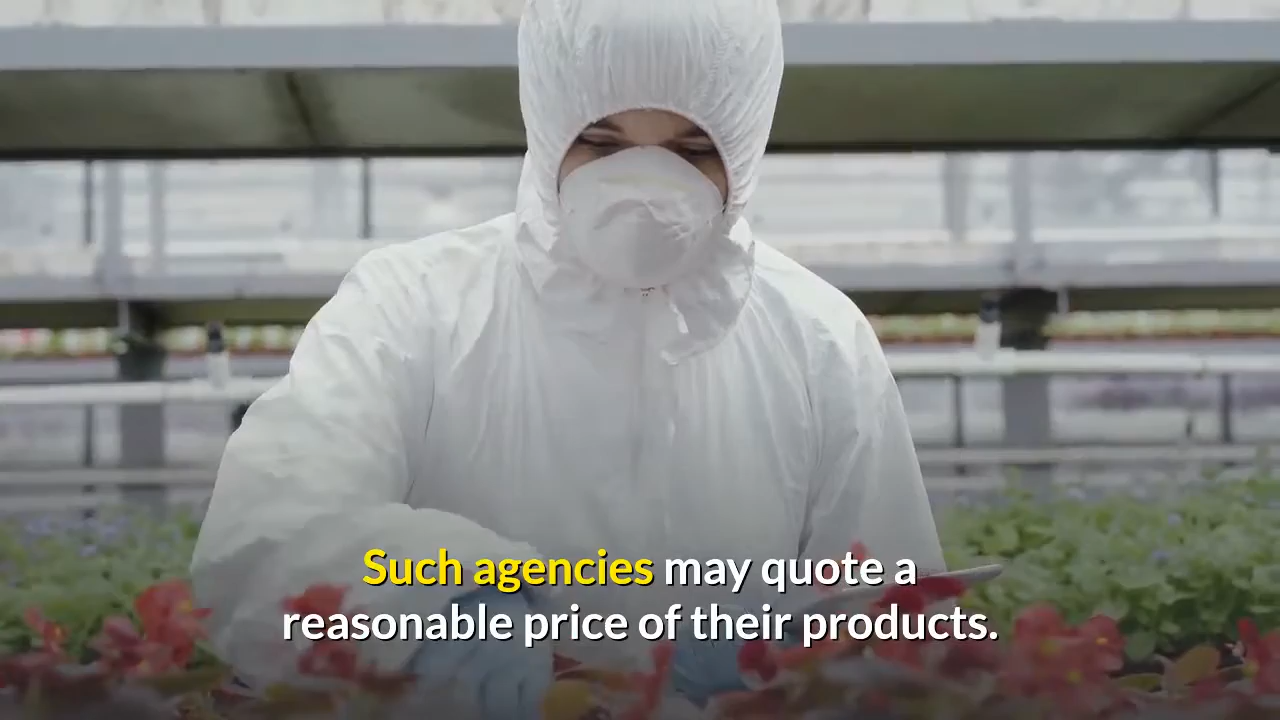 Such agencies may quote a
reasonable price of their products.